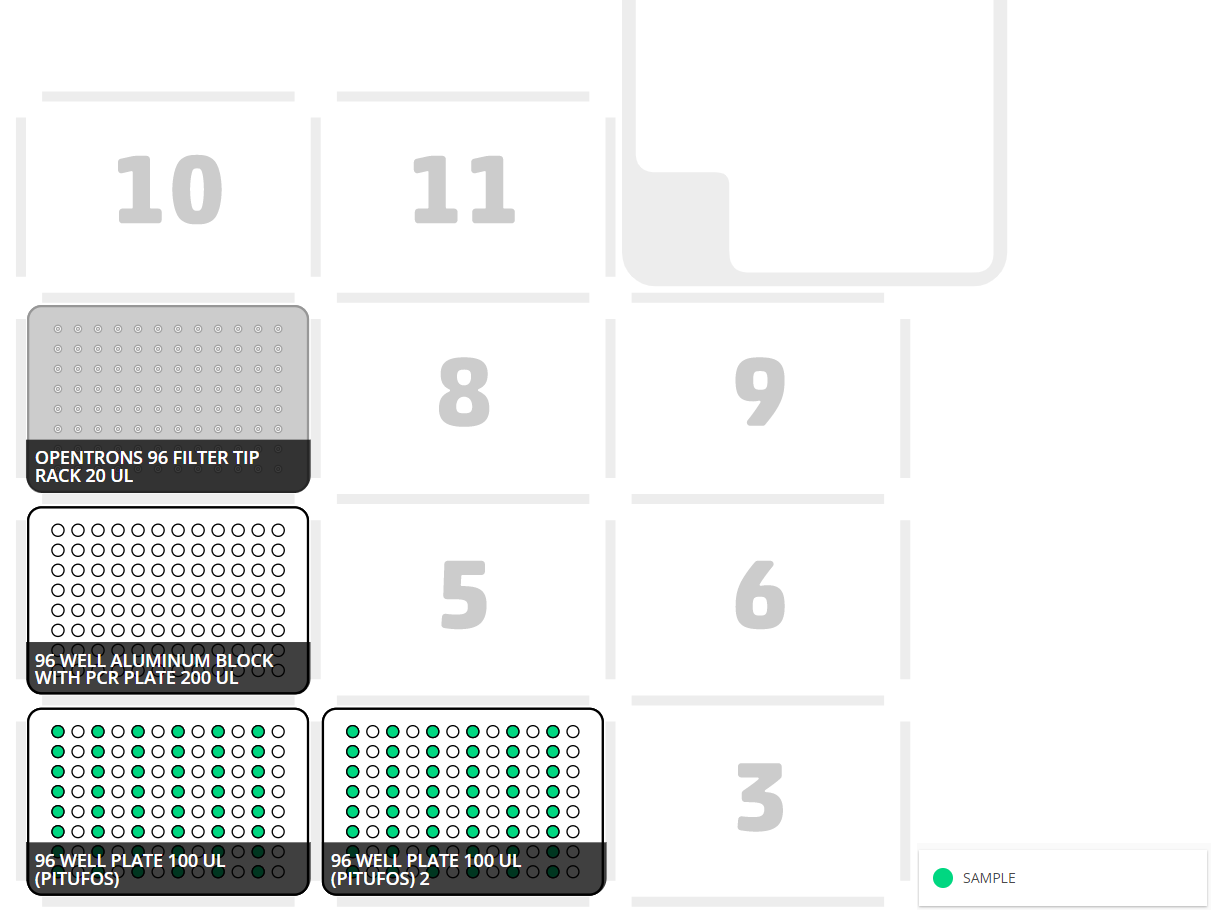 10
11
OPENTRONS 96 FILTER TIP
RACK 20 UL
8
9
96 WELL ALUMINUM BLOCK
WITH PCR PLATE 200 UL
5
6
96 WELL PLATE 100 UL
(PITUFOS)
96 WELL PLATE 100 UL
(PITUFOS) 2
3
SAMPLE